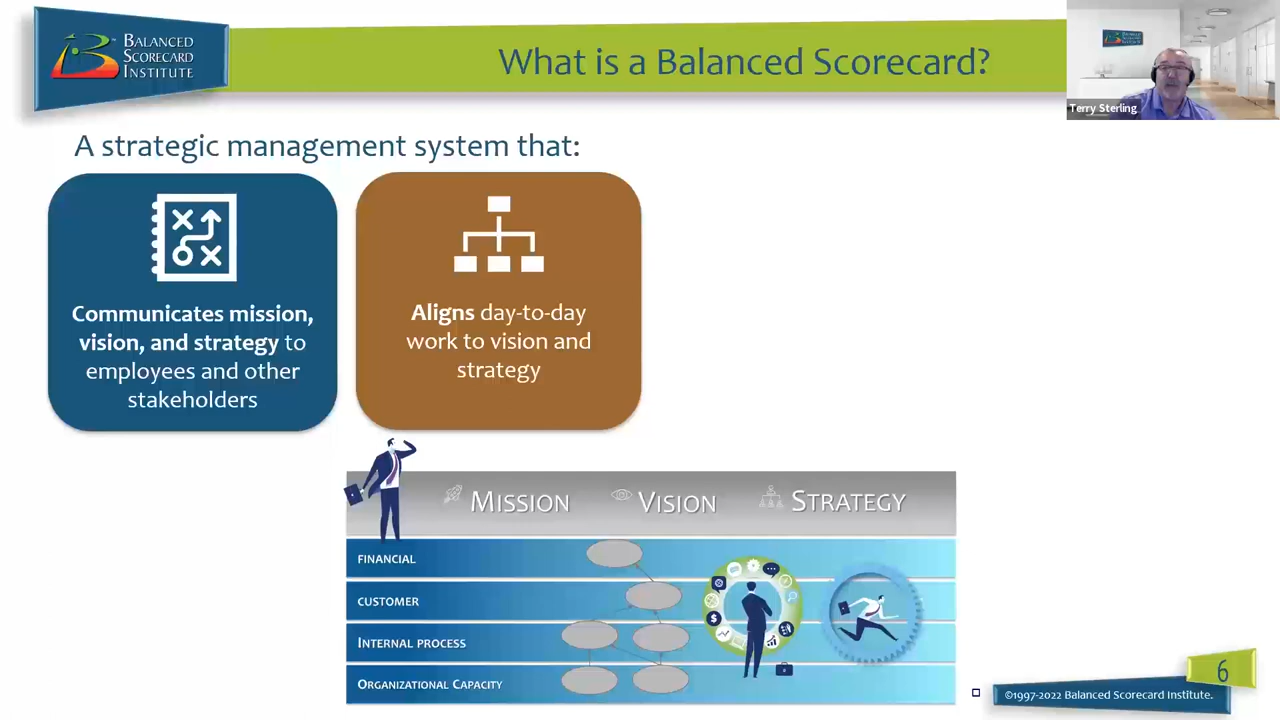 BALANCED
SCORECARD
INSTITUTE
What is a Balanced Scorecard?
Terry Sterling
A strategic management system that:
Communicates mission,
vision, and strategy to
employees and other
stakeholders
Aligns day-to-day
work to vision and
strategy
MISSION
VISION
STRATEGY
FINANCIAL
CUSTOMER
INTERNAL PROCESS
ORGANIZATIONAL CAPACITY
6
©1997-2022 Balanced Scorecard Institute.